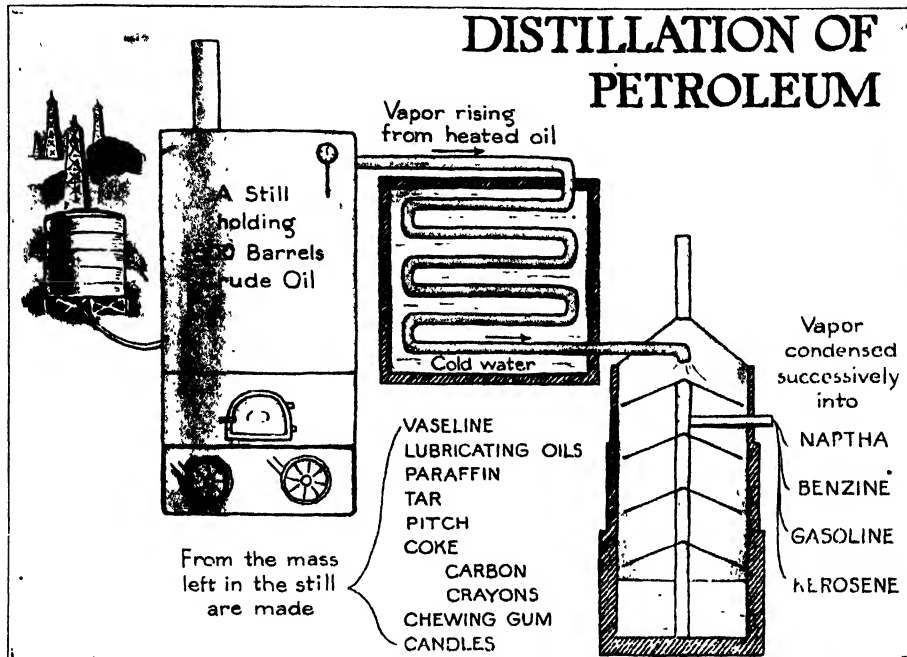 DISTILLATION OF
PETROLEUM
Vapor rising
from heated oil
A Still
holding
Barrels
Oil
Cold water
Vapor
condensed
successively
into
NAPTHA
BENZINE
GASOLINE
KEROSENE
From the mass
left in the still
are made
VASELINE
LUBRICATING OILS
PARAFFIN
TAR
PITCH
COKE
CARBON
CRAYONS
CHEWING GUM
CANDLES